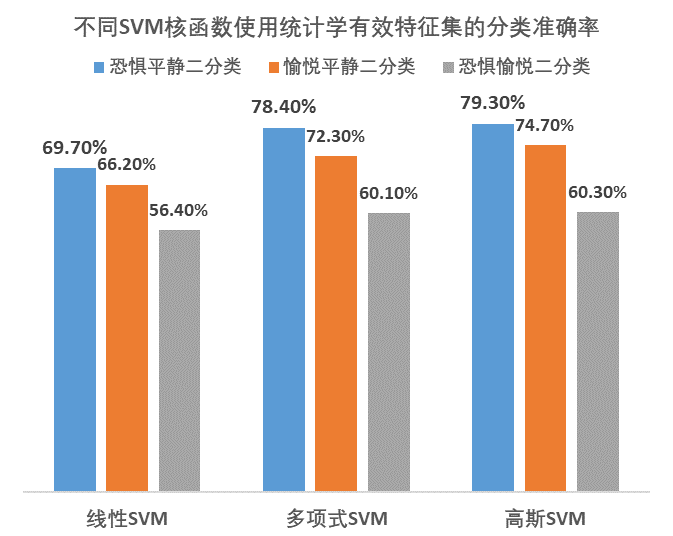 不同SVM核函数使用统计学有效特征集的分类准确率
恐惧平静二分类 愉悦平静二分类 恐惧愉悦二分类
69.70% 66.20% 56.40%
78.40% 72.30% 60.10%
79.30% 74.70% 60.30%
线性SVM 多项式SVM 高斯SVM